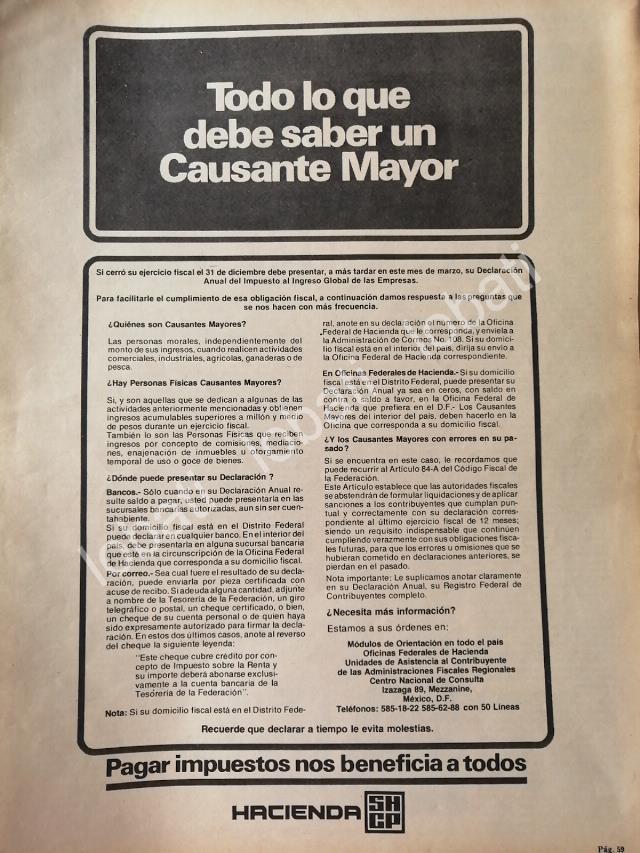 Todo lo que
debe saber un
Causante Mayor
Si cerró su ejercicio fiscal el 31 de diciembre debe presentar, a más tardar en este mes de marzo, su Declaración
Anual del Impuesto al Ingreso Global de las Empresas.
Para facilitarle el cumplimiento de esa obligación fiscal, a continuación damos respuesta a las preguntas que
se nos hacen con más frecuencia.
¿Quiénes son Causantes Mayores?
Las personas morales, independientemente del
monto de sus ingresos, cuando realicen actividades
comerciales, industriales, agrícolas, ganaderas o de
pesca.
¿Hay Personas Físicas Causantes Mayores?
Si, y son aquellas que se dedican a algunas de las
actividades anteriormente mencionadas y obtienen
ingresos acumulables superiores a millón y medio
de pesos durante un ejercicio fiscal.
También lo son las Personas Físicas que reciben
ingresos por concepto de comisiones, mediacio-
nes, enajenación de inmuebles u otorgamiento
temporal de uso o goce de bienes.
¿Dónde puede presentar su Declaración ?
Bancos.- Sólo cuando en su Declaración Anual re-
sulte saldo a pagar, usted puede presentarla en las
sucursales bancarias autorizadas, aun sin ser cuen-
tahabiente.
Si su domicilio fiscal está en el Distrito Federal
puede declarar en cualquier banco. En el interior del
país, debe presentarla en alguna sucursal bancaria
que esté en la circunscripción de la Oficina Federal
de Hacienda que corresponda a su domicilio fiscal.
Por correo.- Sea cual fuere el resultado de su decla-
ración, puede enviarla por pieza certificada con
acuse de recibo. Si adeuda alguna cantidad, adjunte
a nombre de la Tesorería de la Federación, un giro
telegráfico o postal, un cheque certificado, o bien,
un cheque de su cuenta personal o de quien haya
sido expresamente autorizado para firmar la decla-
ración. En estos dos últimos casos, anote al reverso
del cheque la siguiente leyenda:
"Este cheque cubre crédito por con-
cepto de Impuesto sobre la Renta y
su importe deberá abonarse exclusi-
vamente a la cuenta bancaria de la
Tesorería de la Federación".
Nota: Si su domicilio fiscal está en el Distrito Fede-
ral, anote en su declaración el número de la Oficina
Federal de Hacienda que le corresponda, y envíela a
la Administración de Correos No. 108. Si su domici-
lio fiscal está en el interior del país, dirija su envío a
la Oficina Federal de Hacienda correspondiente.
En Oficinas Federales de Hacienda.- Si su domicilio
fiscal está en el Distrito Federal, puede presentar su
Declaración Anual ya sea en ceros, con saldo en
contra o saldo a favor, en la Oficina Federal de
Hacienda que prefiera en el D.F.- Los Causantes
Mayores del interior del país, deben hacerlo en la
Oficina que corresponda a su domicilio fiscal.
¿Y los Causantes Mayores con errores en su pa-
sado?
Si se encuentra en este caso, le recordamos que
puede recurrir al Artículo 84-A del Código Fiscal de
la Federación.
Este Artículo establece que las autoridades fiscales
se abstendrán de formular liquidaciones y de aplicar
sanciones a los contribuyentes que cumplan pun-
tual y correctamente con su declaración correspon-
diente al último ejercicio fiscal de 12 meses;
siendo un requisito indispensable que continúen
cumpliendo verazmente con sus obligaciones fisca-
les futuras, para que los errores u omisiones que se
hubieran cometido en declaraciones anteriores, se
pierdan en el pasado.
Nota importante: Le suplicamos anotar claramente
en su Declaración Anual, su Registro Federal de
Contribuyentes completo.
¿Necesita más información?
Estamos a sus órdenes en:
Módulos de Orientación en todo el país
Oficinas Federales de Hacienda
Unidades de Asistencia al Contribuyente
de las Administraciones Fiscales Regionales
Centro Nacional de Consulta
Izazaga 89, Mezzanine,
México, D.F.
Teléfonos: 585-18-22 585-62-88 con 50 Líneas
Recuerde que declarar a tiempo le evita molestias.
Pagar impuestos nos beneficia a todos
HACIENDA SHCP
Pág. 59